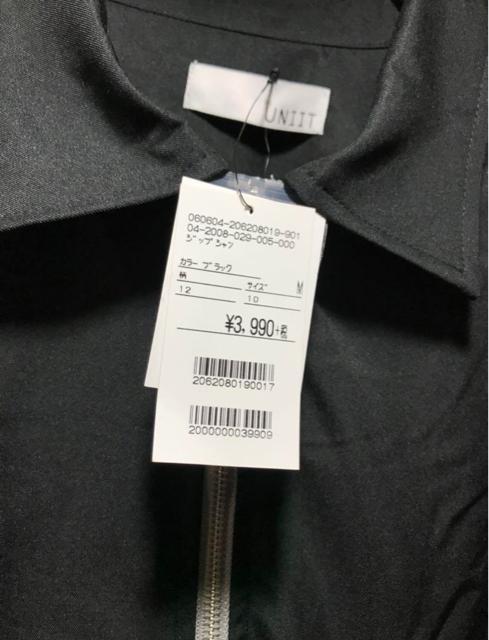 UNIIT
060604-206208019-901
04-2008-029-005-000
ジップシャツ
カラー ブラック
柄 サイズ M
12 10
¥3,990+税
2062080190017
2000000039909